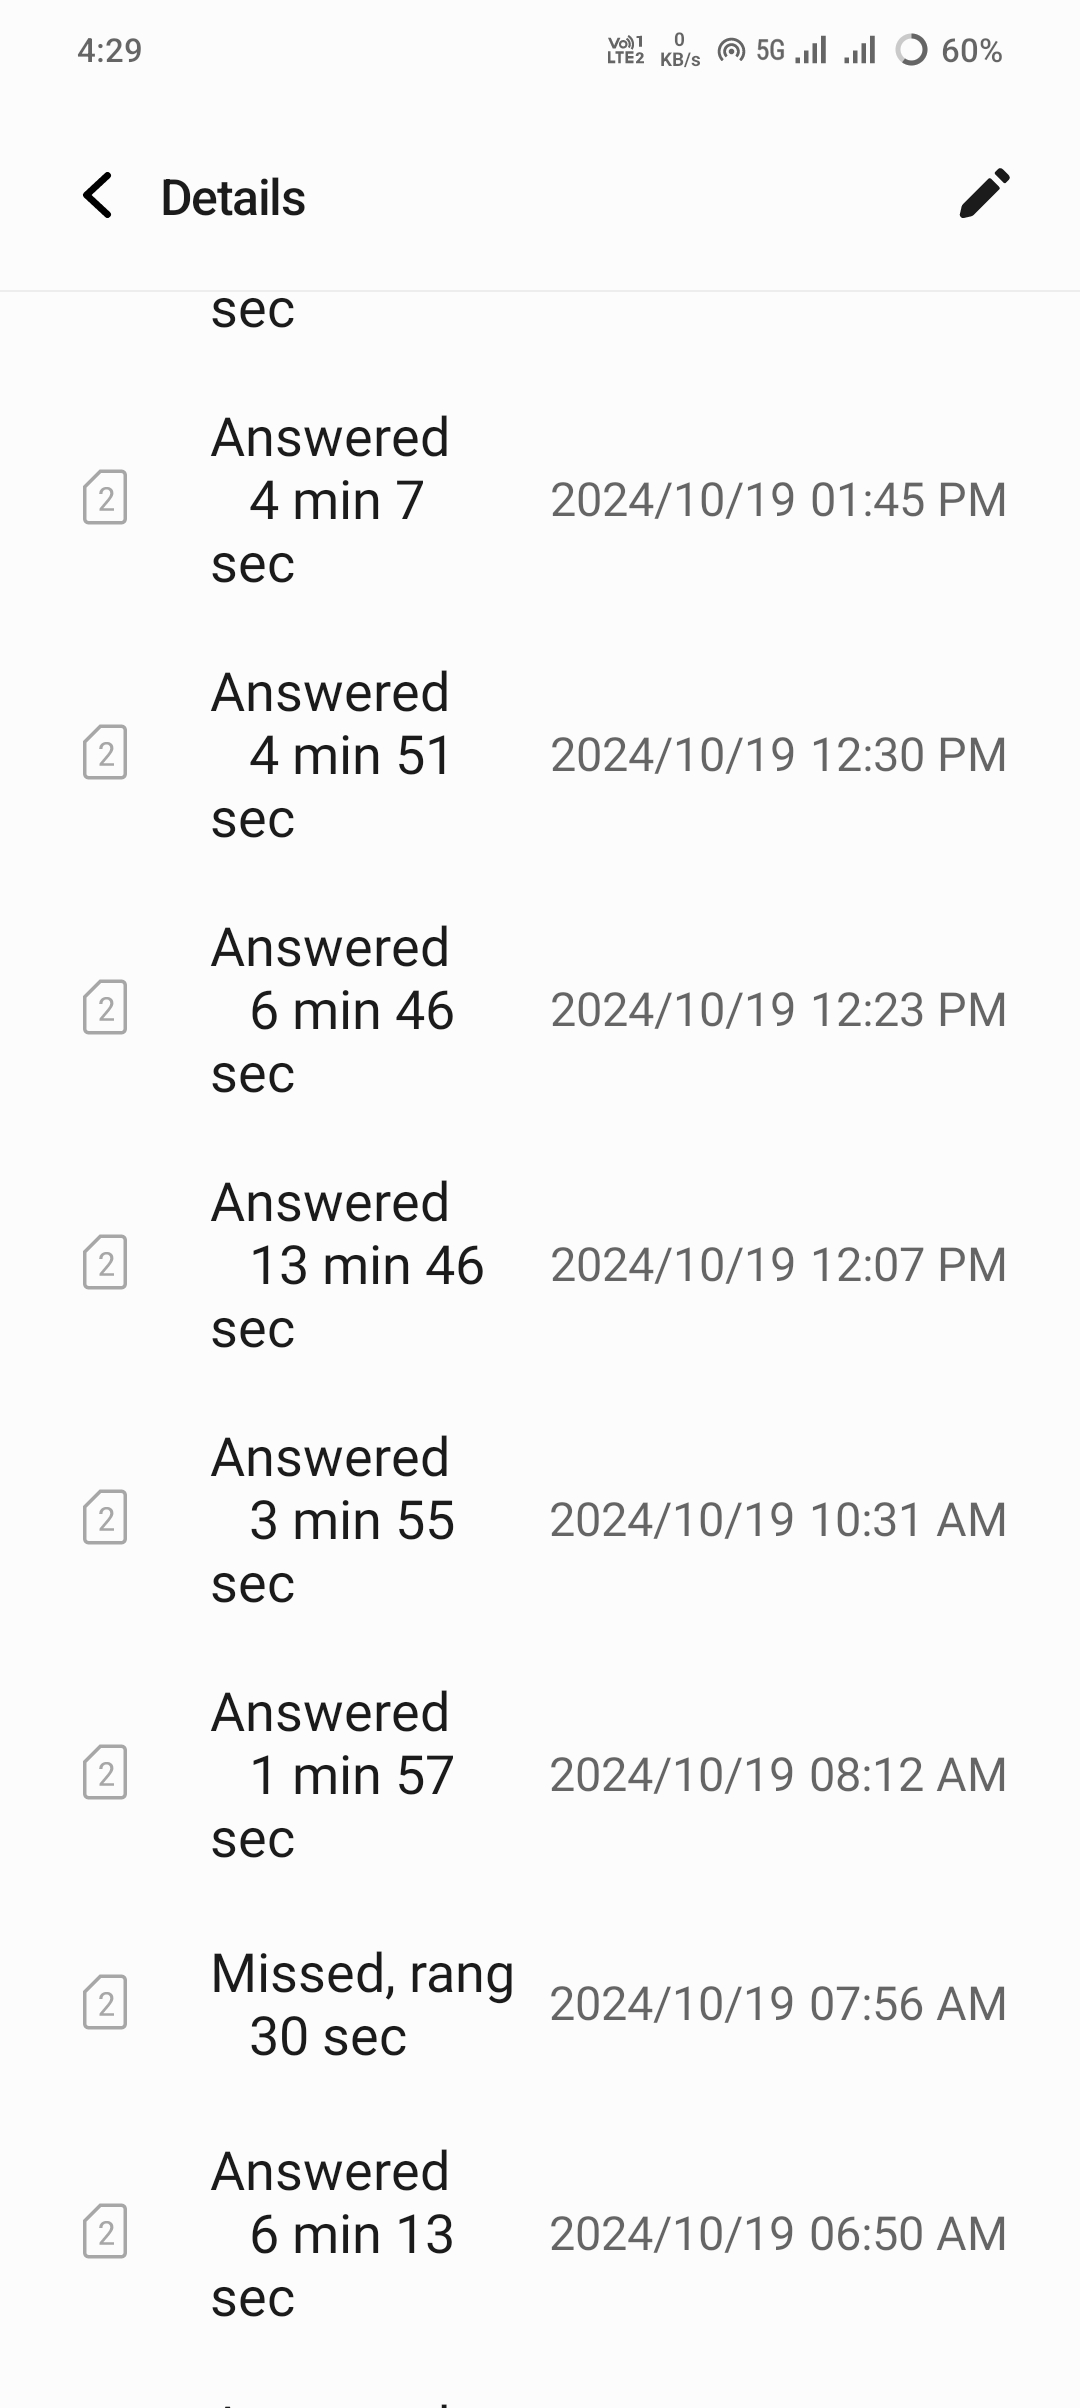 4:29
Vo))1 LTE2 0 KB/s 5G 60%
Details
sec
Answered
4 min 7
sec
2 2024/10/19 01:45 PM
Answered
4 min 51
sec
2 2024/10/19 12:30 PM
Answered
6 min 46
sec
2 2024/10/19 12:23 PM
Answered
13 min 46
sec
2 2024/10/19 12:07 PM
Answered
3 min 55
sec
2 2024/10/19 10:31 AM
Answered
1 min 57
sec
2 2024/10/19 08:12 AM
Missed, rang
30 sec
2 2024/10/19 07:56 AM
Answered
6 min 13
sec
2 2024/10/19 06:50 AM